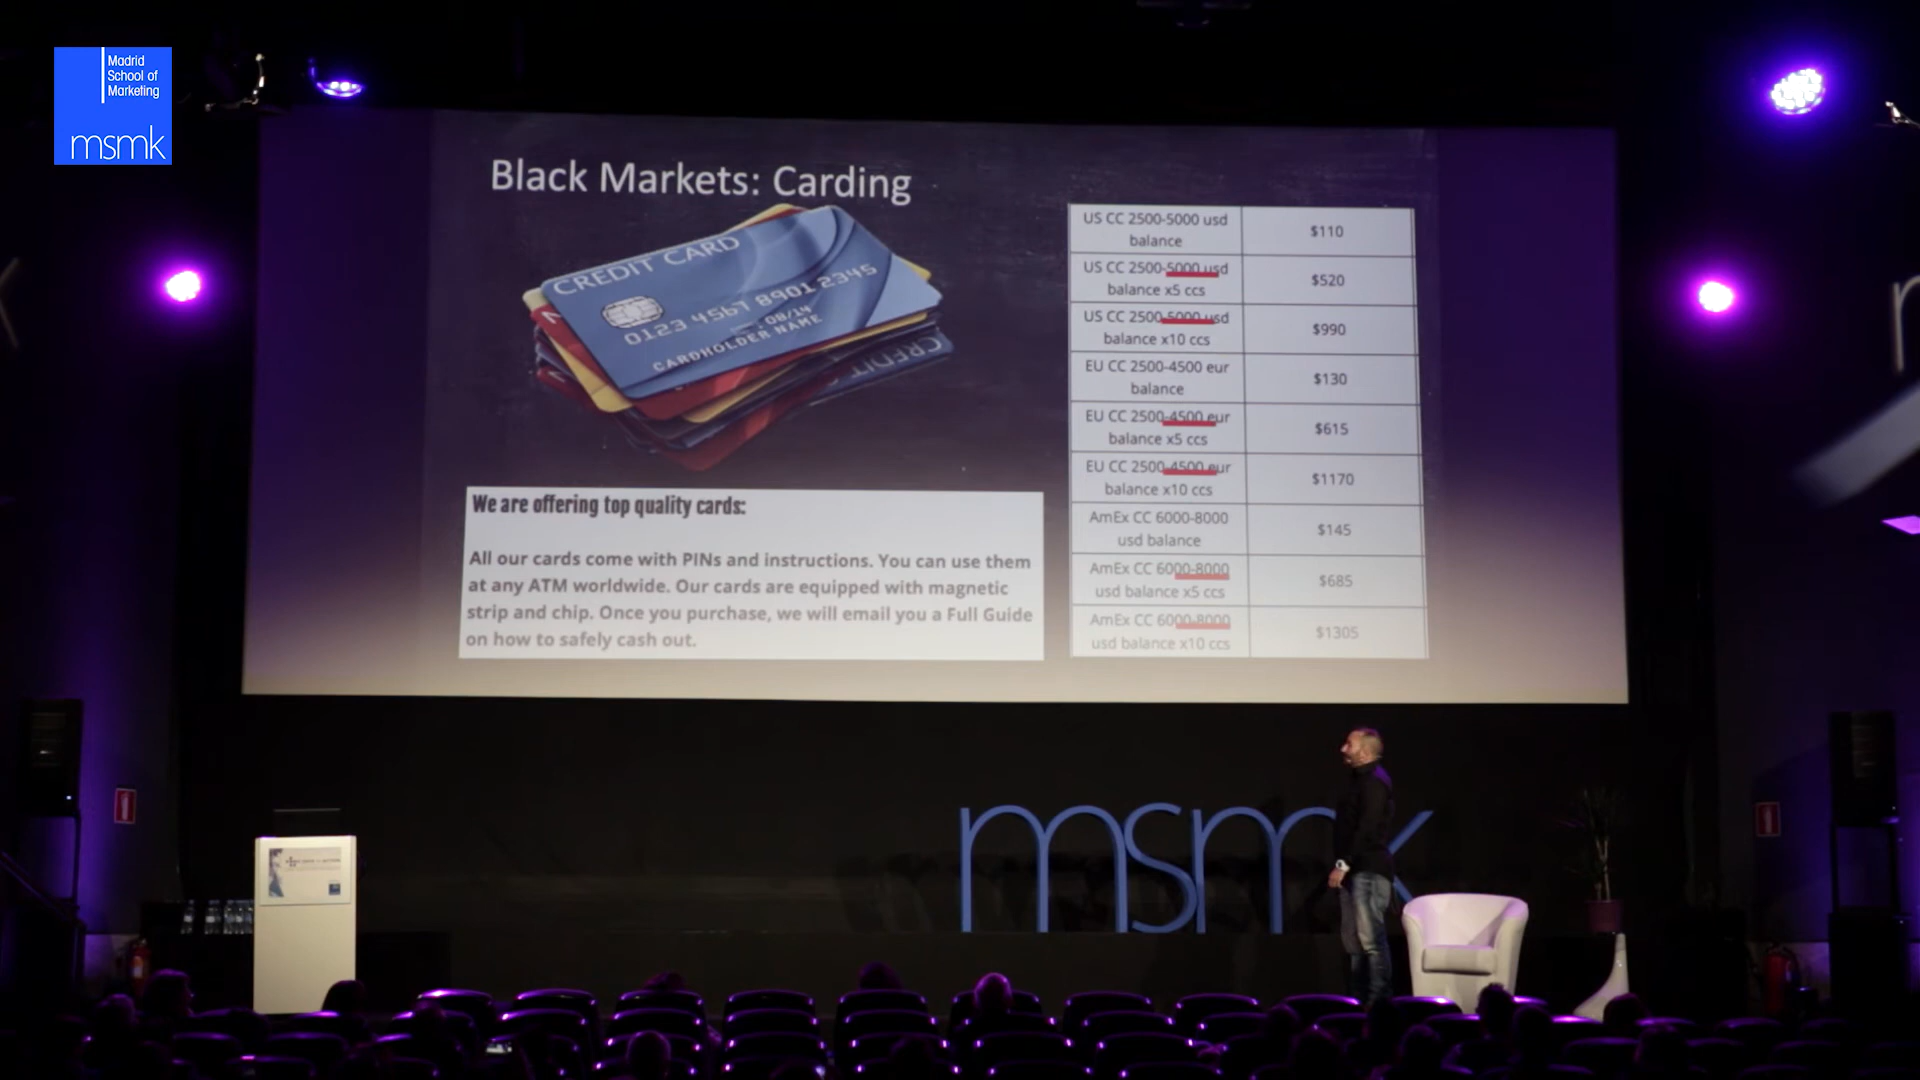 Madrid
School of
Marketing
msmk
Black Markets: Carding
CREDIT CARD
0123 4567 8901 2345
08/14
CARDHOLDER NAME
We are offering top quality cards:
All our cards come with PINs and instructions. You can use them
at any ATM worldwide. Our cards are equipped with magnetic
strip and chip. Once you purchase, we will email you a Full Guide
on how to safely cash out.
US CC 2500-5000 usd
balance
$110
US CC 2500-5000 usd
balance x5 ccs
$520
US CC 2500-5000 usd
balance x10 ccs
$990
EU CC 2500-4500 eur
balance
$130
EU CC 2500-4500 eur
balance x5 ccs
$615
EU CC 2500-4500 eur
balance x10 ccs
$1170
AmEx CC 6000-8000
usd balance
$145
AmEx CC 6000-8000
usd balance x5 ccs
$685
AmEx CC 6000-8000
usd balance x10 ccs
$1305
msmk